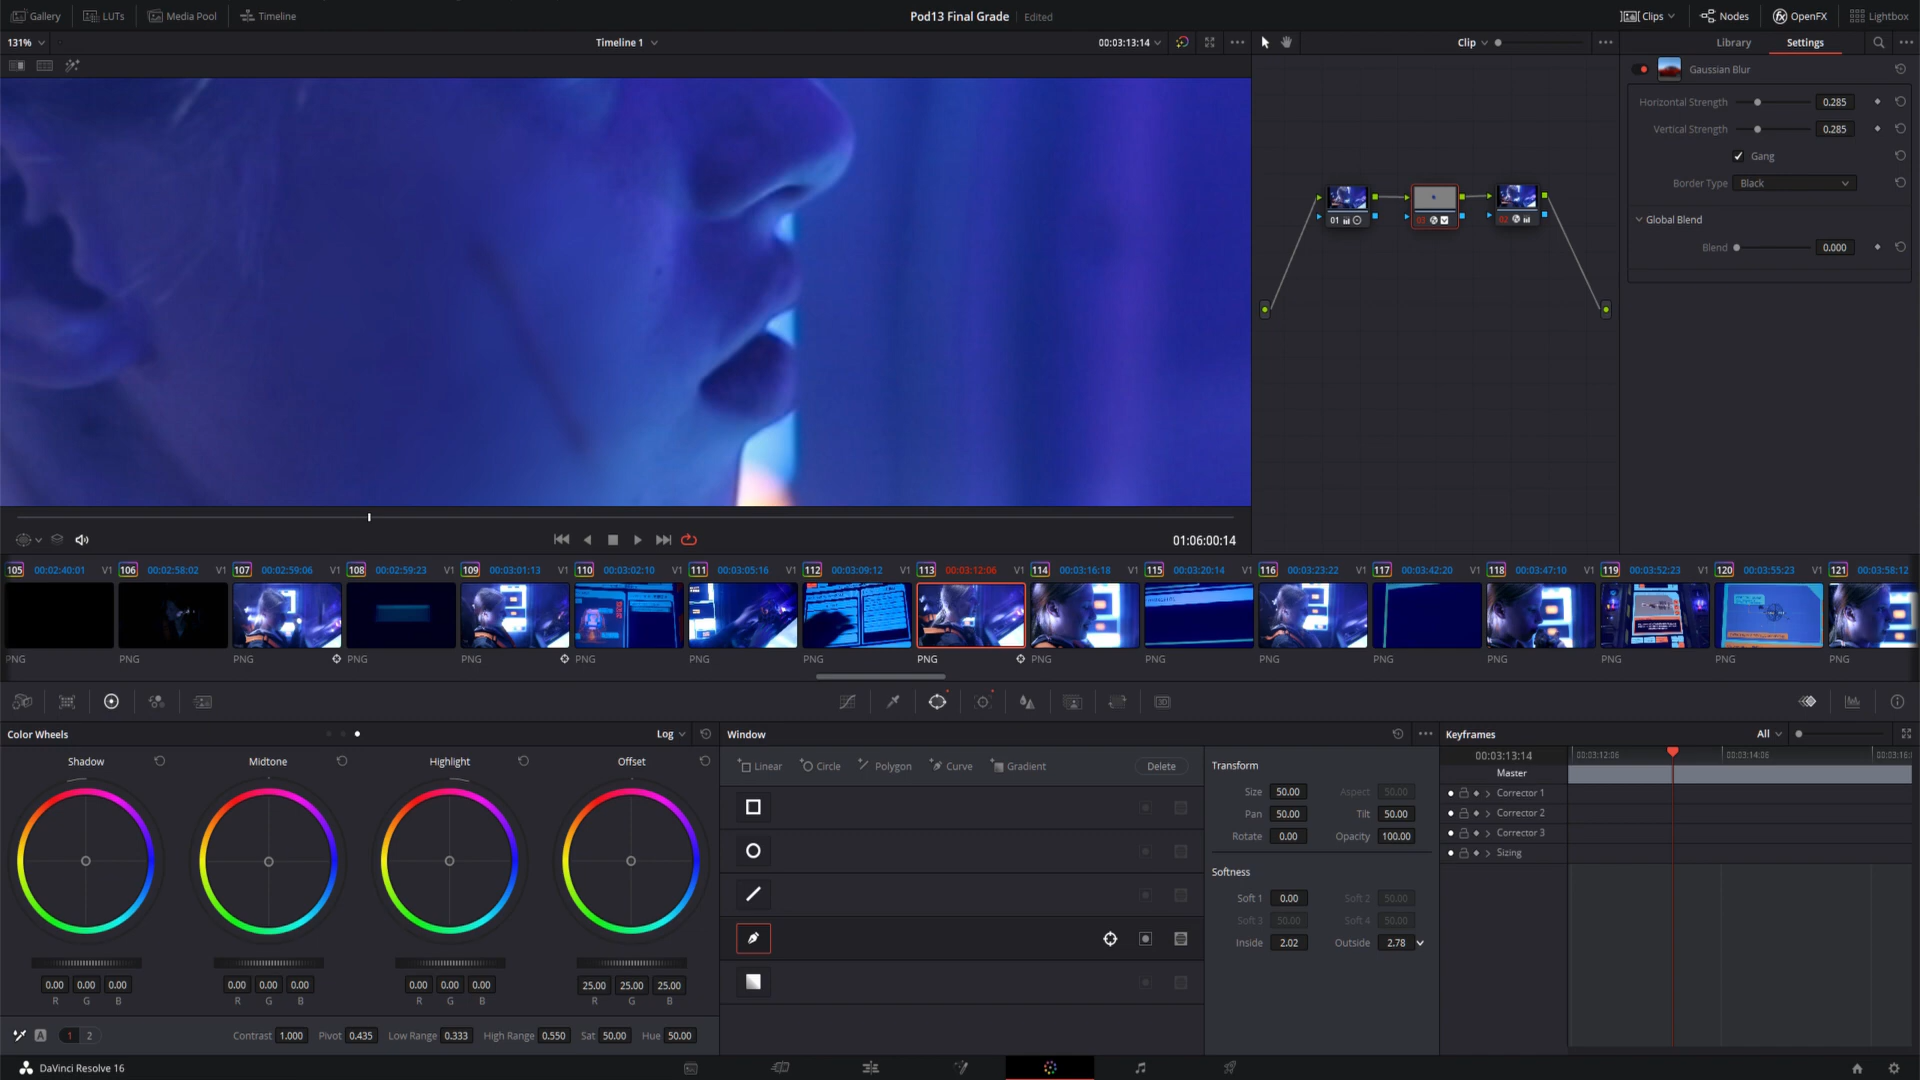 Gallery LUTs Media Pool Timeline Pod13 Final Grade Edited Clips Nodes OpenFX Lightbox
131% Timeline 1 00:03:13:14 Clip Library Settings
Gaussian Blur
Horizontal Strength 0.285
Vertical Strength 0.285
Gang
Border Type Black
Global Blend
Blend 0.000
01 03 02
01:06:00:14
105 00:02:40:01 V1 106 00:02:58:02 V1 107 00:02:59:06 V1 108 00:02:59:23 V1 109 00:03:01:13 V1 110 00:03:02:10 V1 111 00:03:05:16 V1 112 00:03:09:12 V1 113 00:03:12:06 V1 114 00:03:16:18 V1 115 00:03:20:14 V1 116 00:03:23:22 V1 117 00:03:42:20 V1 118 00:03:47:10 V1 119 00:03:52:23 V1 120 00:03:55:23 V1 121 00:03:58:12 V1
PNG PNG PNG PNG PNG PNG PNG PNG PNG PNG PNG PNG PNG PNG PNG PNG PNG
3D
Color Wheels Log Window Keyframes All
Shadow Midtone Highlight Offset
Linear Circle Polygon Curve Gradient Delete
Transform
Size 50.00 Aspect 50.00
Pan 50.00 Tilt 50.00
Rotate 0.00 Opacity 100.00
Softness
Soft 1 0.00 Soft 2 50.00
Soft 3 50.00 Soft 4 50.00
Inside 2.02 Outside 2.78
00:03:13:14 00:03:12:06 00:03:14:06 00:03:16:
Master
Corrector 1
Corrector 2
Corrector 3
Sizing
0.00 0.00 0.00 0.00 0.00 0.00 0.00 0.00 0.00 25.00 25.00 25.00
R G B R G B R G B R G B
A 1 2 Contrast 1.000 Pivot 0.435 Low Range 0.333 High Range 0.550 Sat 50.00 Hue 50.00
DaVinci Resolve 16